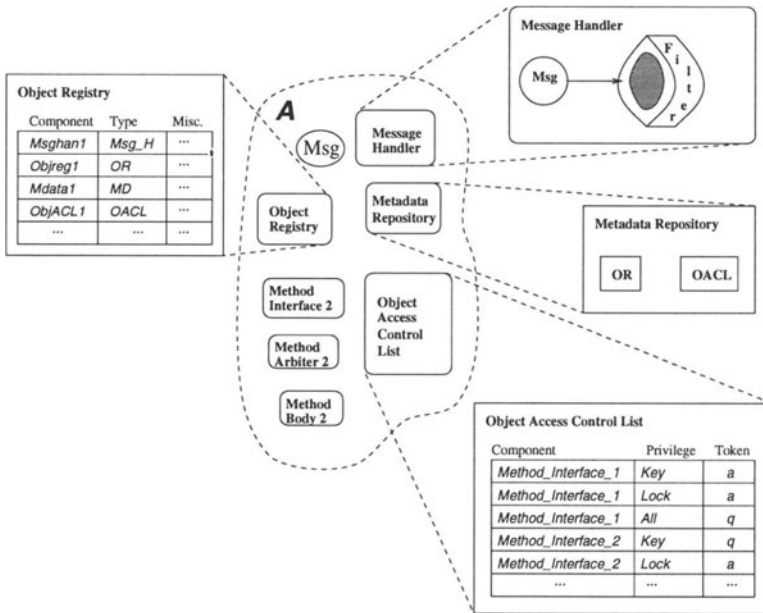 Message Handler
Msg
F
i
l
t
e
r
Object Registry
Component Type Misc.
Msghan1 Msg_H ...
Objreg1 OR ...
Mdata1 MD ...
ObjACL1 OACL ...
... ... ...
A
Msg
Message
Handler
Object
Registry
Metadata
Repository
Method
Interface 2
Method
Arbiter 2
Method
Body 2
Object
Access
Control
List
Metadata Repository
OR OACL
Object Access Control List
Component Privilege Token
Method_Interface_1 Key a
Method_Interface_1 Lock a
Method_Interface_1 All q
Method_Interface_2 Key q
Method_Interface_2 Lock a
... ... ...